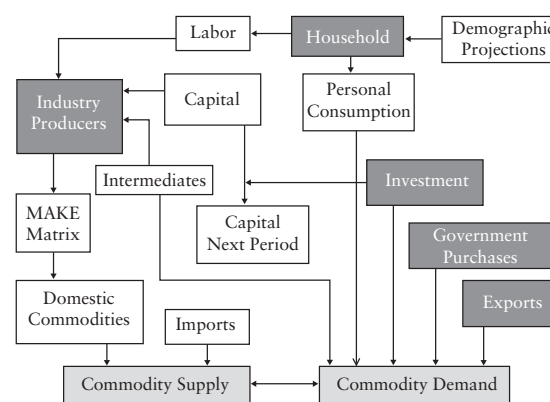 Labor
Household
Demographic
Projections
Industry
Producers
Capital
Personal
Consumption
Intermediates
Investment
MAKE
Matrix
Capital
Next Period
Government
Purchases
Domestic
Commodities
Imports
Exports
Commodity Supply
Commodity Demand